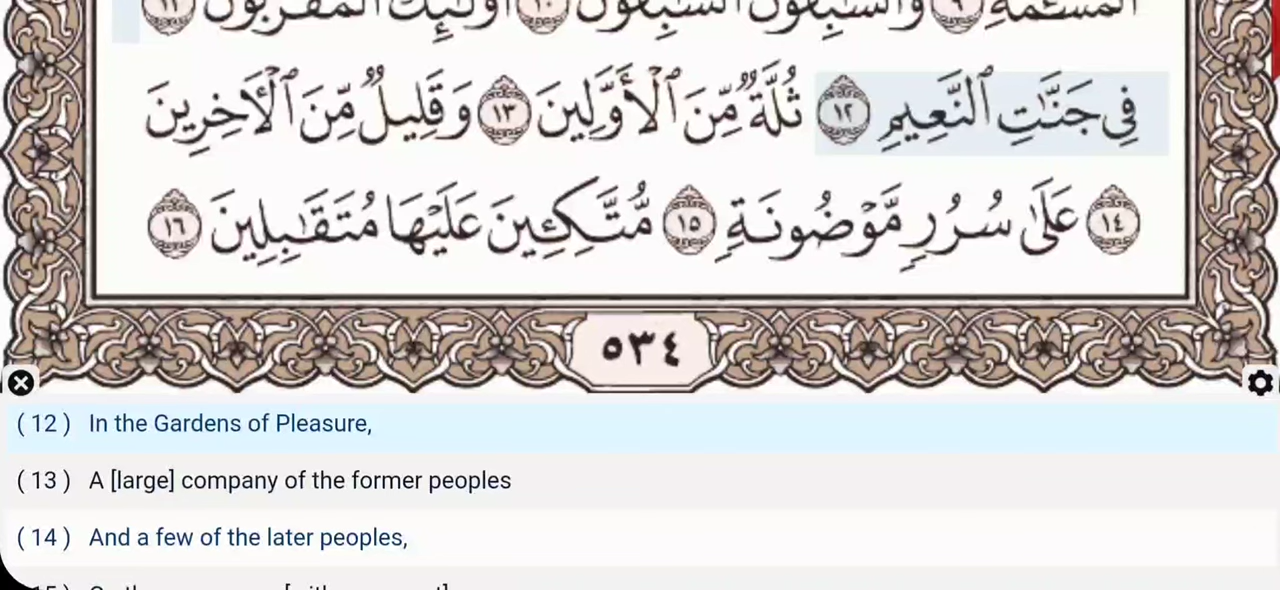 فِى جَنَّٰتِ ٱلنَّعِيمِ ١٢ ثُلَّةٌ مِّنَ ٱلْأَوَّلِينَ ١٣ وَقَلِيلٌ مِّنَ ٱلْأَخِرِينَ
١٤ عَلَىٰ سُرُرٍ مَّوْضُونَةٍ ١٥ مُّتَّكِـِٔينَ عَلَيْهَا مُتَقَٰبِلِينَ ١٦
٥٣٤
( 12 ) In the Gardens of Pleasure,
( 13 ) A [large] company of the former peoples
( 14 ) And a few of the later peoples,